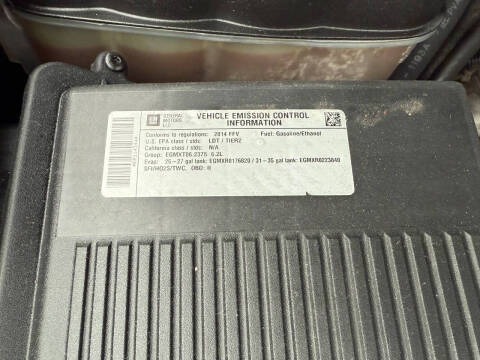 GM
GENERAL
MOTORS
LLC
VEHICLE EMISSION CONTROL
INFORMATION
Conforms to regulations: 2014 FFV Fuel: Gasoline/Ethanol
U.S. EPA class / stds: LDT / TIER2
California class / stds: N/A
Group: EGMXT06.2375 6.2L
Evap: 25-27 gal tank: EGMXR0176820 / 31-35 gal tank: EGMXR0223840
SFI/HO2S/TWC, OBD: II